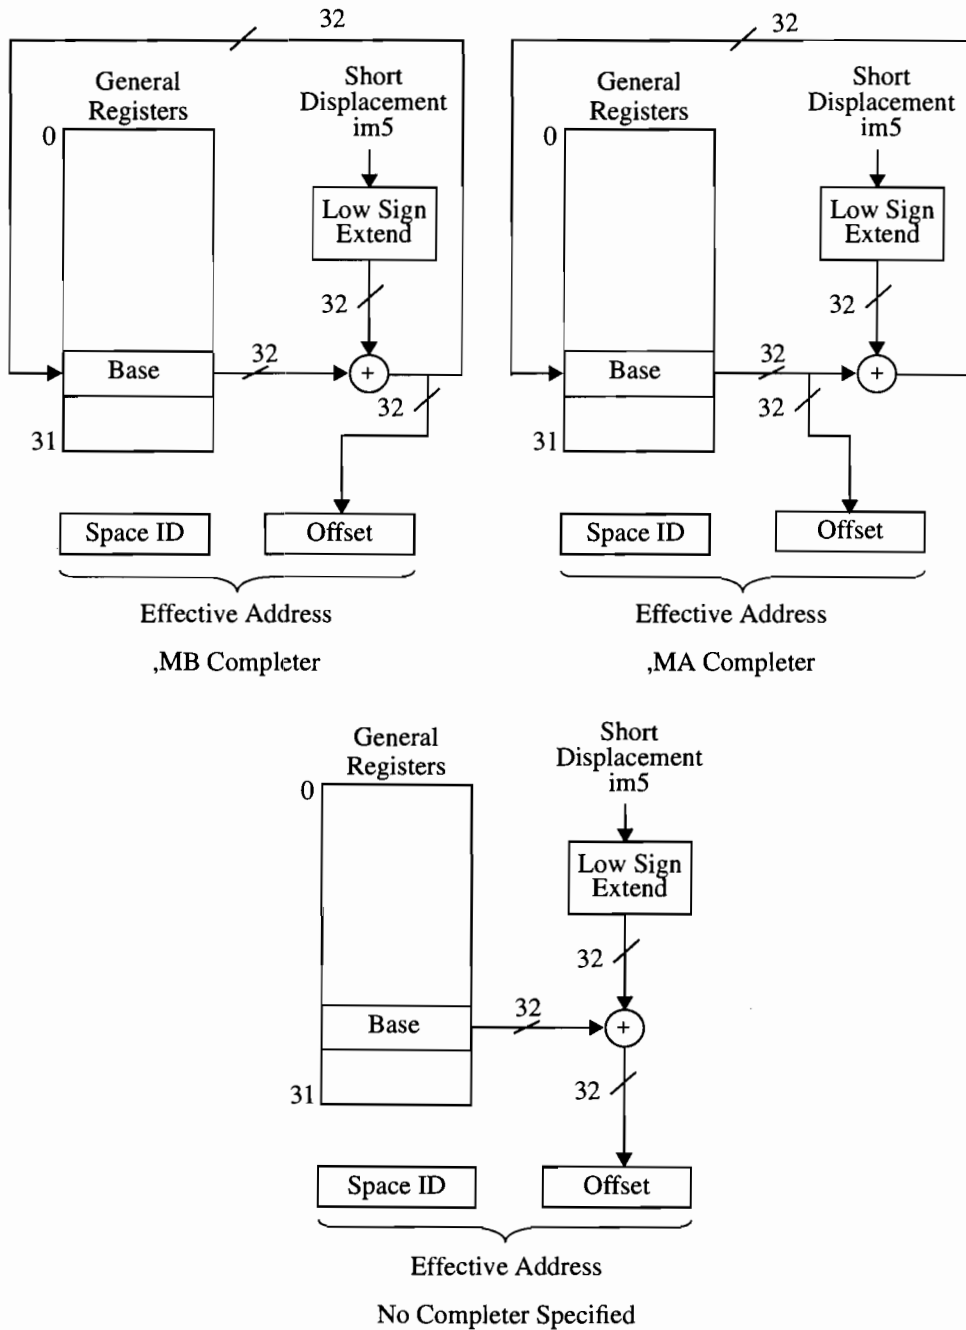 32
General
Registers
Short
Displacement
im5
0
Low Sign
Extend
32
32
Base
32
31
Space ID
Offset
Effective Address
,MB Completer
32
General
Registers
Short
Displacement
im5
0
Low Sign
Extend
32
32
Base
32
31
Space ID
Offset
Effective Address
,MA Completer
General
Registers
Short
Displacement
im5
0
Low Sign
Extend
32
32
Base
32
31
Space ID
Offset
Effective Address
No Completer Specified